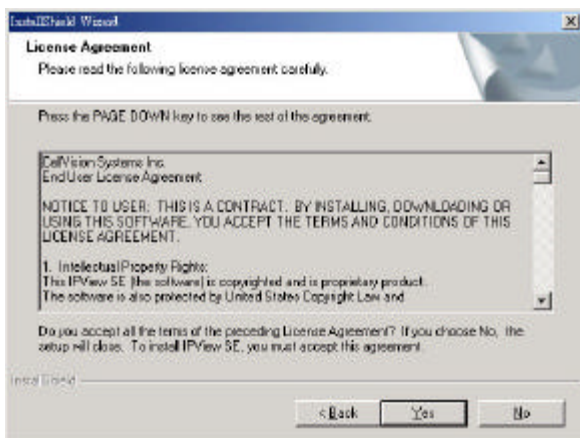 InstallShield Wizard
License Agreement
Please read the following license agreement carefully.
Press the PAGE DOWN key to see the rest of the agreement.
CellVision Systems Inc.
End User License Agreement
NOTICE TO USER: THIS IS A CONTRACT. BY INSTALLING, DOWNLOADING OR
USING THIS SOFTWARE, YOU ACCEPT THE TERMS AND CONDITIONS OF THIS
LICENSE AGREEMENT.
1. Intellectual Property Rights:
This IPView SE (the software) is copyrighted and is proprietary product.
The software is also protected by United States Copyright Law and
Do you accept all the terms of the preceding License Agreement? If you choose No, the
setup will close. To install IPView SE, you must accept this agreement.
InstallShield
< Back
Yes
No